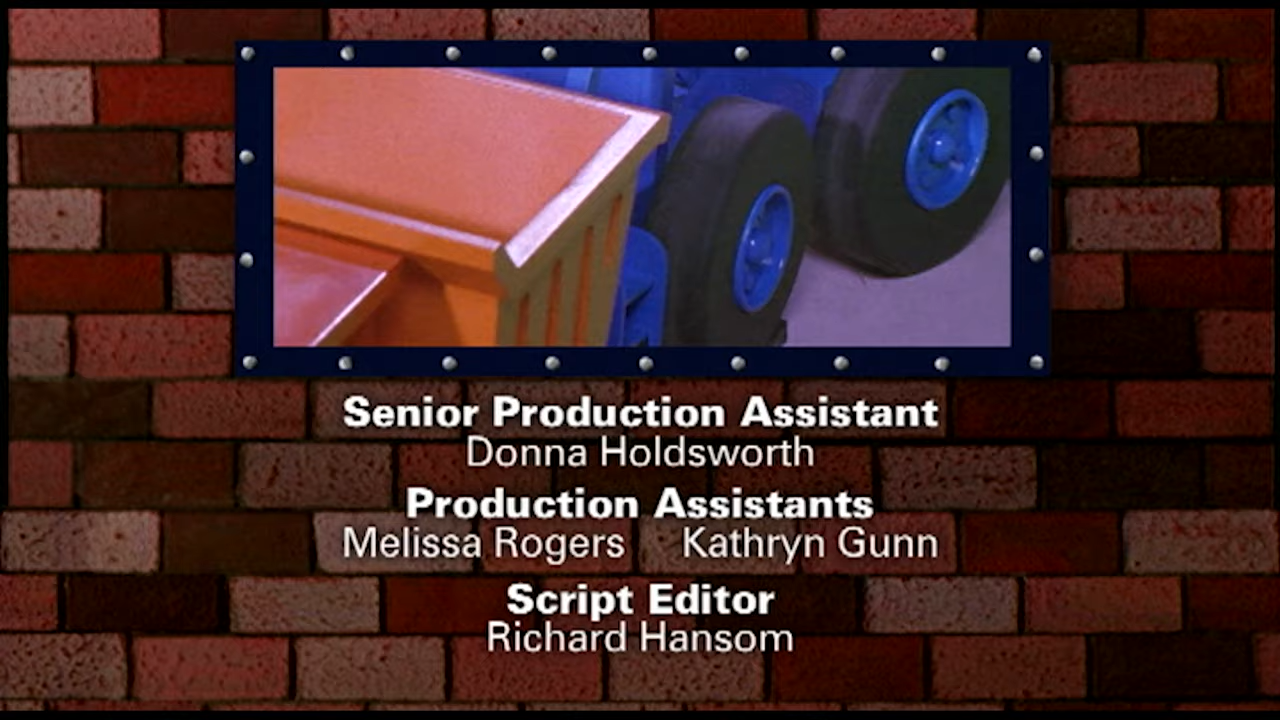 Senior Production Assistant
Donna Holdsworth
Production Assistants
Melissa Rogers Kathryn Gunn
Script Editor
Richard Hansom